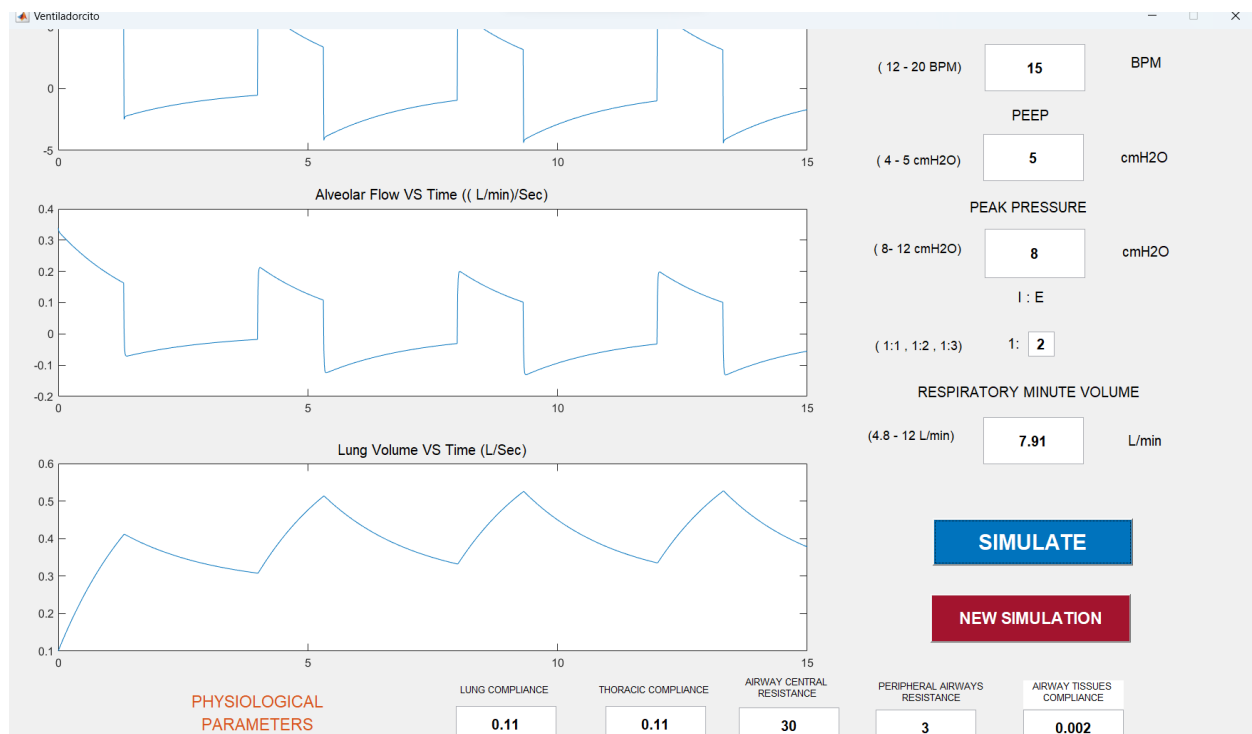 Ventiladorcito
0
-5
0
5
10
15
Alveolar Flow VS Time (( L/min)/Sec)
0.4
0.3
0.2
0.1
0
-0.1
-0.2
0
5
10
15
Lung Volume VS Time (L/Sec)
0.6
0.5
0.4
0.3
0.2
0.1
0
5
10
15
( 12 - 20 BPM) 15 BPM
PEEP
( 4 - 5 cmH2O) 5 cmH2O
PEAK PRESSURE
( 8- 12 cmH2O) 8 cmH2O
I : E
( 1:1 , 1:2 , 1:3) 1: 2
RESPIRATORY MINUTE VOLUME
(4.8 - 12 L/min) 7.91 L/min
SIMULATE
NEW SIMULATION
PHYSIOLOGICAL
PARAMETERS
LUNG COMPLIANCE
0.11
THORACIC COMPLIANCE
0.11
AIRWAY CENTRAL
RESISTANCE
30
PERIPHERAL AIRWAYS
RESISTANCE
3
AIRWAY TISSUES
COMPLIANCE
0.002